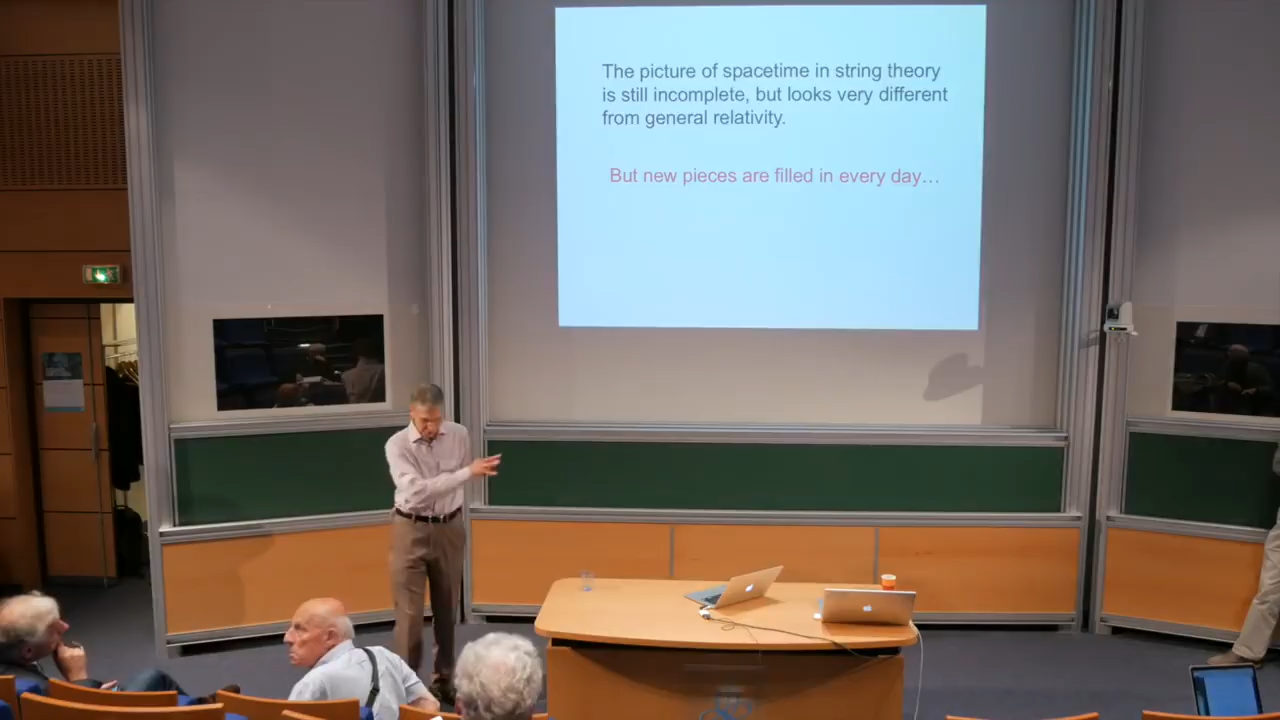 The picture of spacetime in string theory
is still incomplete, but looks very different
from general relativity.
But new pieces are filled in every day…